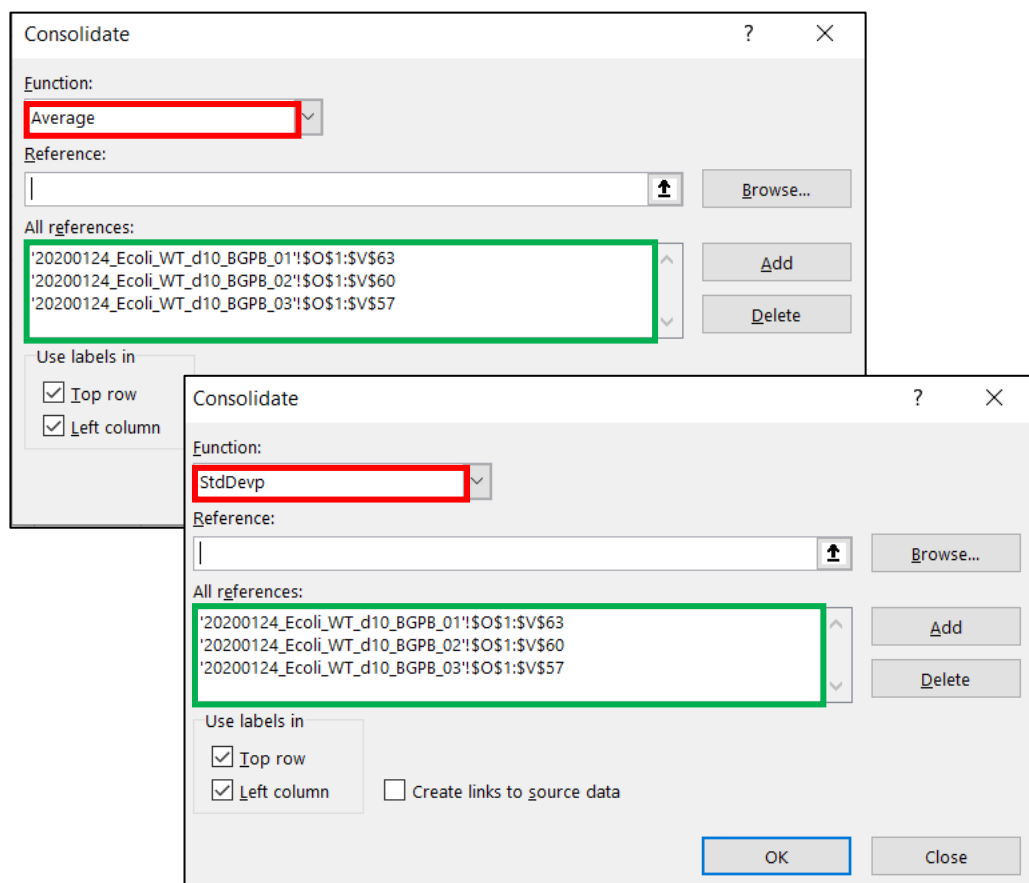 Consolidate ?
Function:
Average
Reference:
Browse...
All references:
'20200124_Ecoli_WT_d10_BGPB_01'!$O$1:$V$63
'20200124_Ecoli_WT_d10_BGPB_02'!$O$1:$V$60
'20200124_Ecoli_WT_d10_BGPB_03'!$O$1:$V$57
Add
Delete
Use labels in
Top row
Left column
Consolidate ?
Function:
StdDevp
Reference:
Browse...
All references:
'20200124_Ecoli_WT_d10_BGPB_01'!$O$1:$V$63
'20200124_Ecoli_WT_d10_BGPB_02'!$O$1:$V$60
'20200124_Ecoli_WT_d10_BGPB_03'!$O$1:$V$57
Add
Delete
Use labels in
Top row
Left column Create links to source data
OK Close